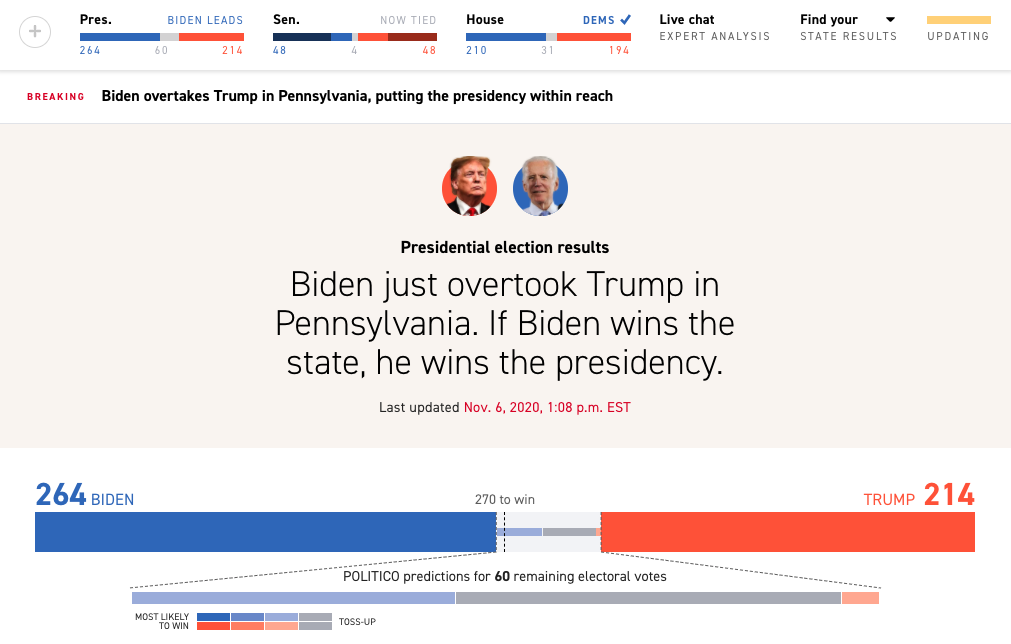 Pres. BIDEN LEADS
264 60 214
Sen. NOW TIED
48 4 48
House DEMS
210 31 194
Live chat
EXPERT ANALYSIS
Find your
STATE RESULTS
UPDATING
BREAKING Biden overtakes Trump in Pennsylvania, putting the presidency within reach
Presidential election results
Biden just overtook Trump in
Pennsylvania. If Biden wins the
state, he wins the presidency.
Last updated Nov. 6, 2020, 1:08 p.m. EST
264 BIDEN 270 to win TRUMP 214
POLITICO predictions for 60 remaining electoral votes
MOST LIKELY
TO WIN
TOSS-UP